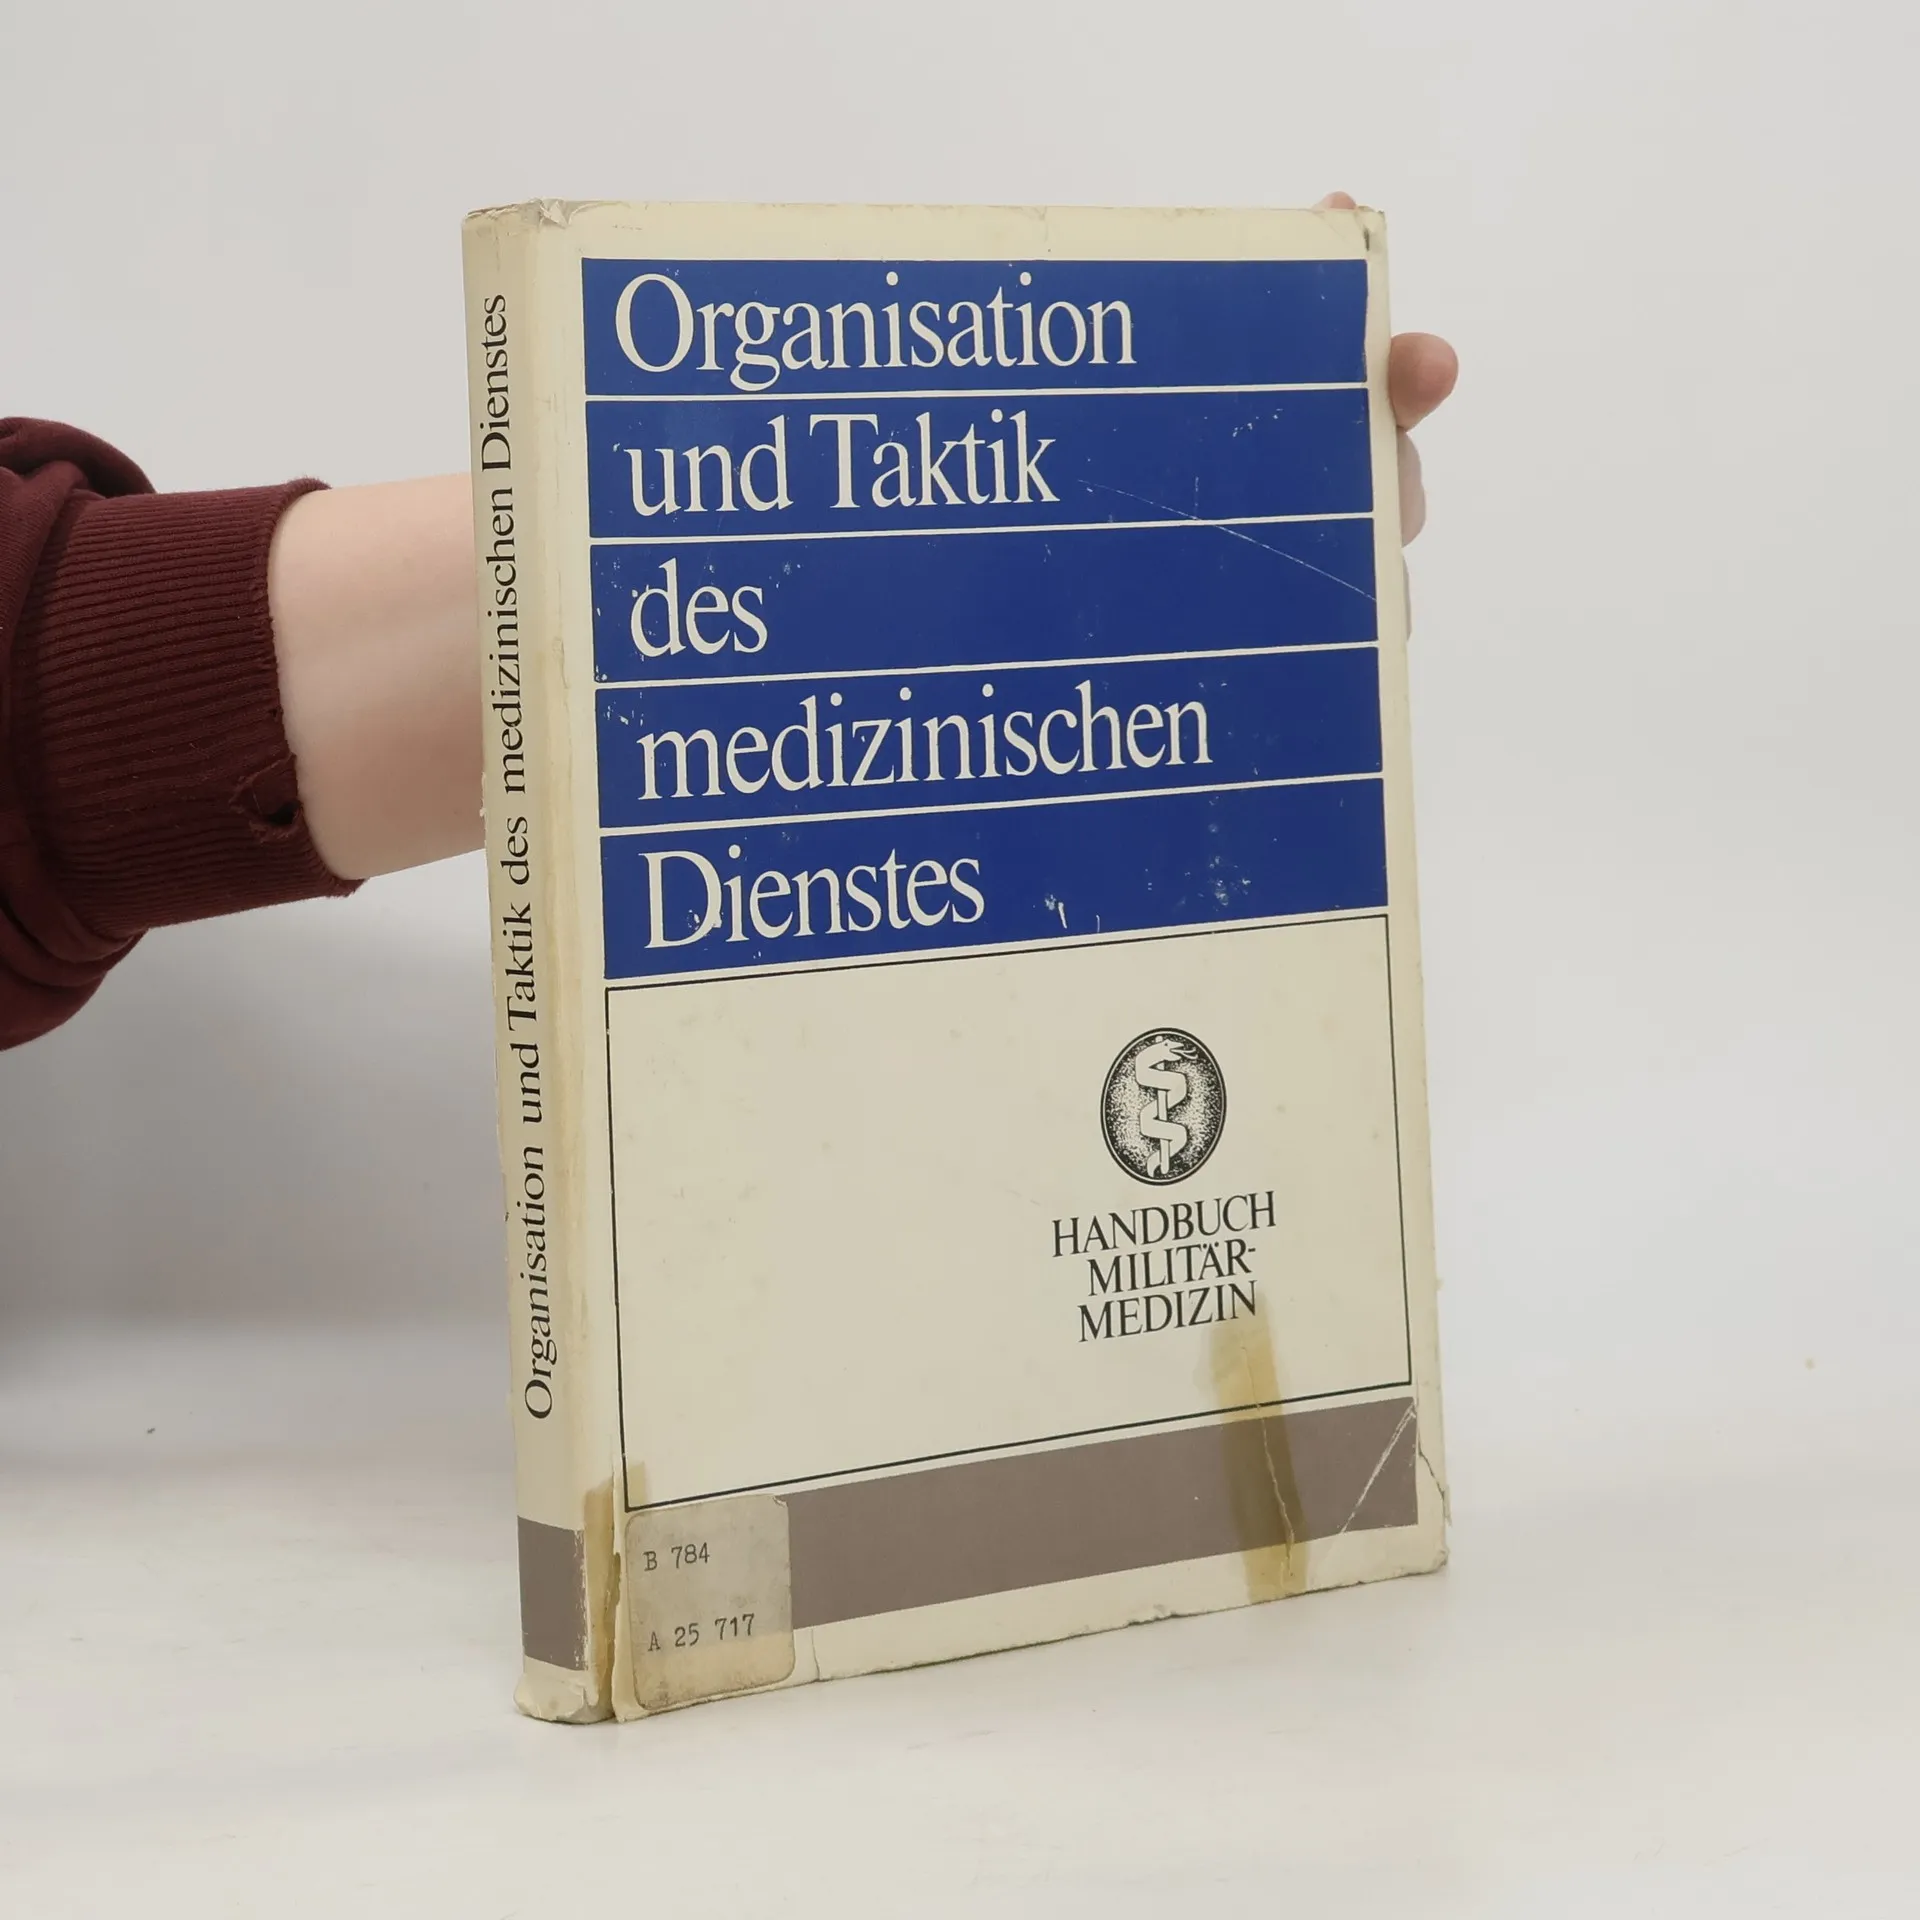 Organisation und Taktik des medizinischen Dienstes
Organisation
und Taktik
des
medizinischen
Dienstes
HANDBUCH
MILITÄR-
MEDIZIN
B 784
A 25 717